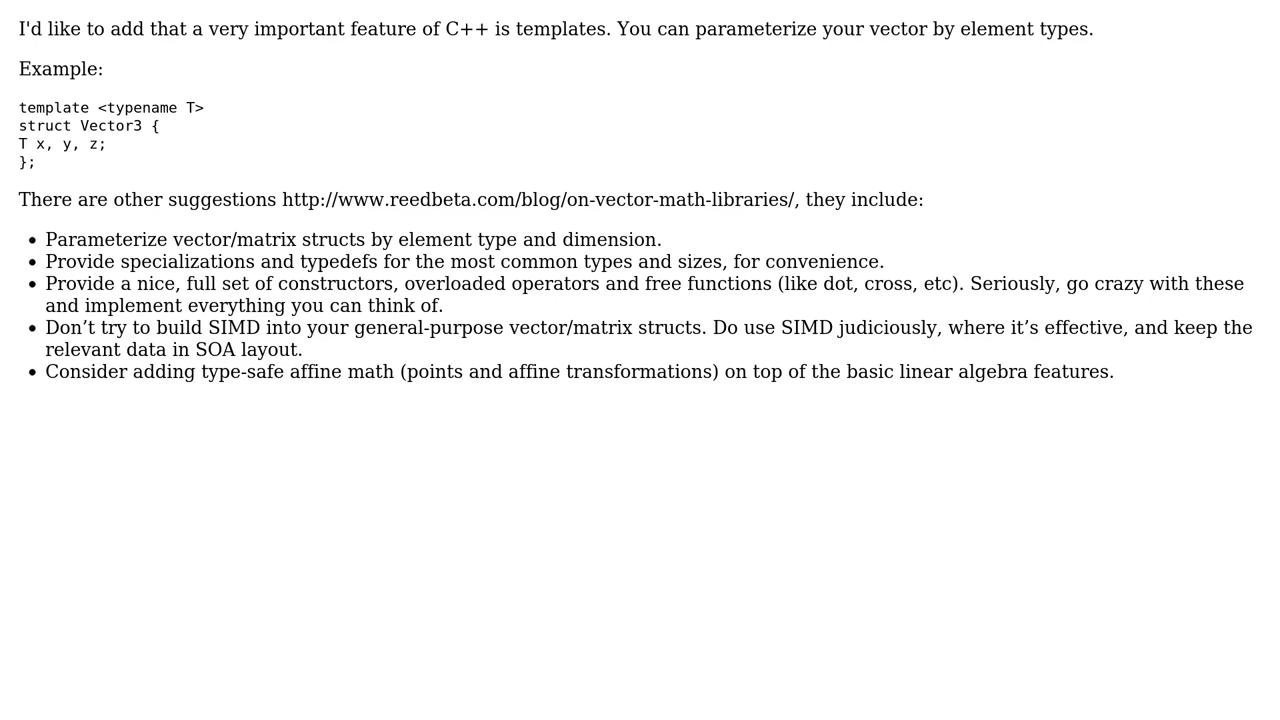 I'd like to add that a very important feature of C++ is templates. You can parameterize your vector by element types.
Example:
template <typename T>
struct Vector3 {
T x, y, z;
};
There are other suggestions http://www.reedbeta.com/blog/on-vector-math-libraries/, they include:
• Parameterize vector/matrix structs by element type and dimension.
• Provide specializations and typedefs for the most common types and sizes, for convenience.
• Provide a nice, full set of constructors, overloaded operators and free functions (like dot, cross, etc). Seriously, go crazy with these
and implement everything you can think of.
• Don’t try to build SIMD into your general-purpose vector/matrix structs. Do use SIMD judiciously, where it’s effective, and keep the
relevant data in SOA layout.
• Consider adding type-safe affine math (points and affine transformations) on top of the basic linear algebra features.